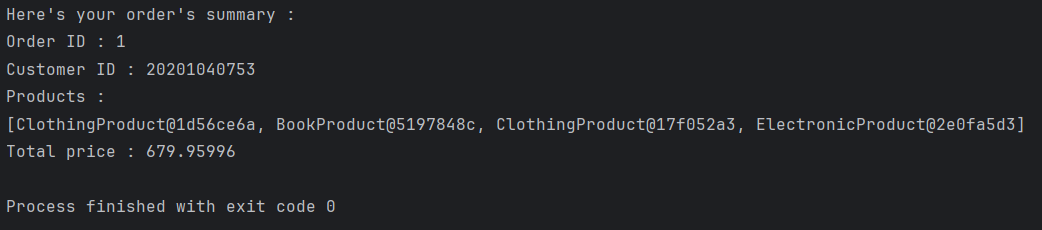 Here's your order's summary :
Order ID : 1
Customer ID : 20201040753
Products :
[ClothingProduct@1d56ce6a, BookProduct@5197848c, ClothingProduct@17f052a3, ElectronicProduct@2e0fa5d3]
Total price : 679.95996
Process finished with exit code 0